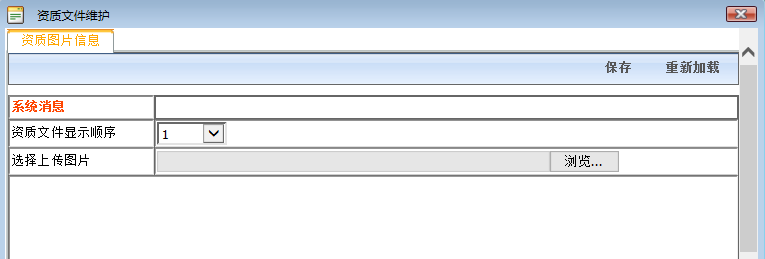 资质文件维护
资质图片信息
保存 重新加载
系统消息
资质文件显示顺序 1
选择上传图片 浏览...